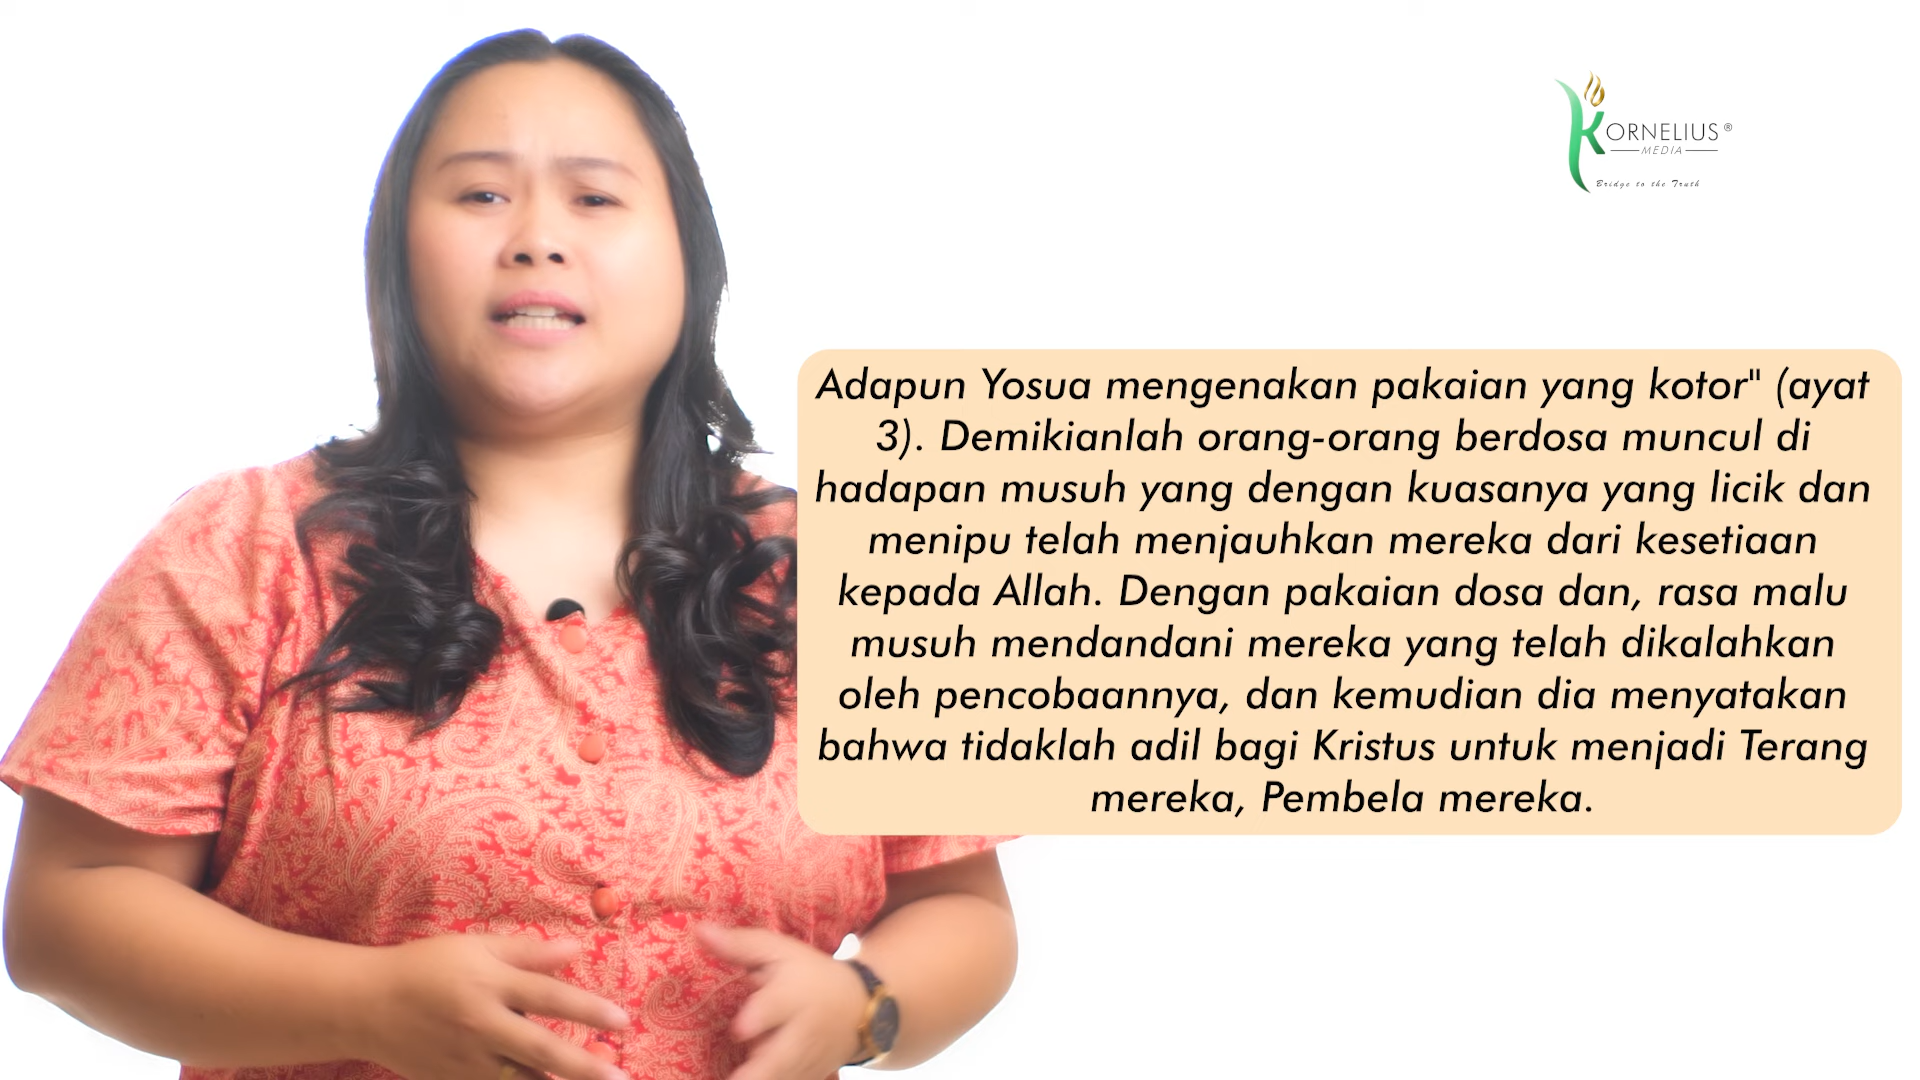 KORNELIUS®
MEDIA
Bridge to the Truth
Adapun Yosua mengenakan pakaian yang kotor" (ayat
3). Demikianlah orang-orang berdosa muncul di
hadapan musuh yang dengan kuasanya yang licik dan
menipu telah menjauhkan mereka dari kesetiaan
kepada Allah. Dengan pakaian dosa dan, rasa malu
musuh mendandani mereka yang telah dikalahkan
oleh pencobaannya, dan kemudian dia menyatakan
bahwa tidaklah adil bagi Kristus untuk menjadi Terang
mereka, Pembela mereka.